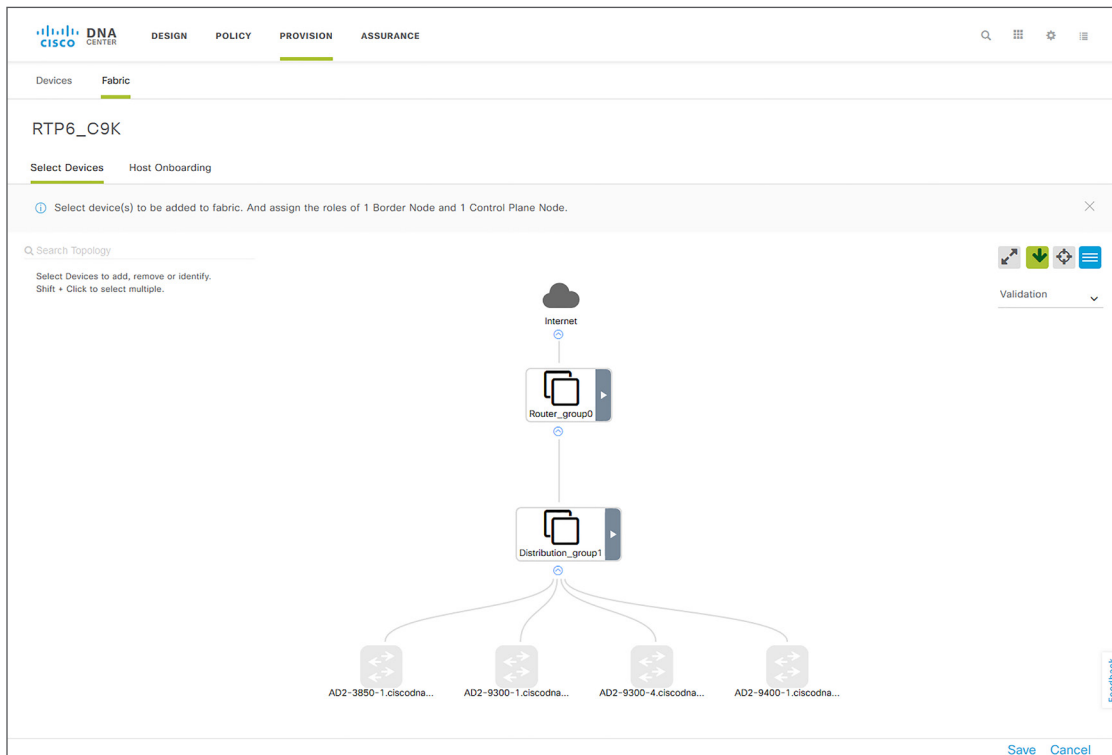 CISCO DNA CENTER
DESIGN POLICY PROVISION ASSURANCE
Devices Fabric
RTP6_C9K
Select Devices Host Onboarding
Select device(s) to be added to fabric. And assign the roles of 1 Border Node and 1 Control Plane Node.
Search Topology
Select Devices to add, remove or identify.
Shift + Click to select multiple.
Validation
Internet
Router_group0
Distribution_group1
AD2-3850-1.ciscodna... AD2-9300-1.ciscodna... AD2-9300-4.ciscodna... AD2-9400-1.ciscodna...
Feedback
Save Cancel